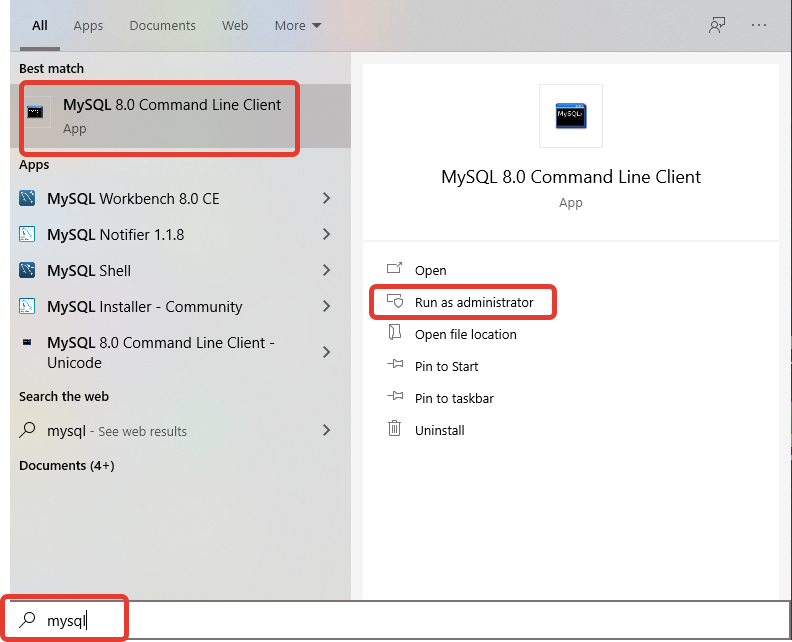 All Apps Documents Web More
Best match
MySQL 8.0 Command Line Client
App
Apps
MySQL Workbench 8.0 CE
MySQL Notifier 1.1.8
MySQL Shell
MySQL Installer - Community
MySQL 8.0 Command Line Client -
Unicode
Search the web
mysql - See web results
Documents (4+)
MySQL>
MySQL 8.0 Command Line Client
App
Open
Run as administrator
Open file location
Pin to Start
Pin to taskbar
Uninstall
mysql